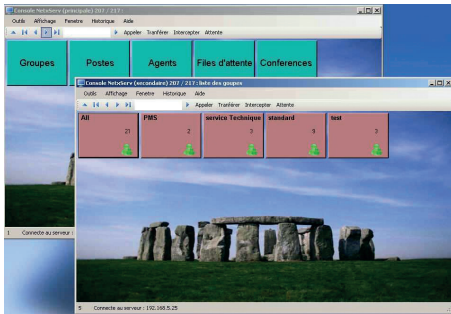 Console NetxServ (principale) 207 / 217 :
Outils Affichage Fenetre Historique Aide
Appeler Tranférer Intercepter Attente
Groupes Postes Agents Files d'attente Conferences
Console NetxServ (secondaire) 207 / 217 : liste des goupes
Outils Affichage Fenetre Historique Aide
Appeler Tranférer Intercepter Attente
All PMS service Technique standard test
21 2 3 9 3
1 Connecte au serveur :
5 Connecte au serveur : 192.168.5.25